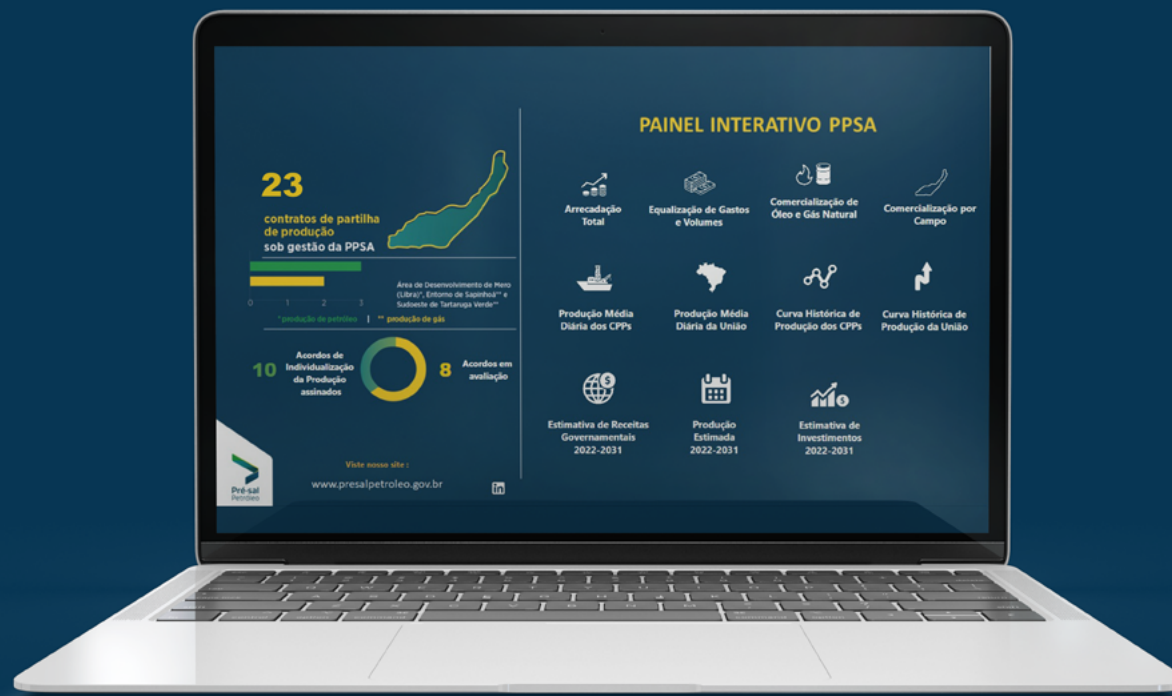 23
contratos de partilha
de produção
sob gestão da PPSA
0 1 2 3
Área de Desenvolvimento de Mero
(Libra)*, Entorno de Sapinhoá** e
Sudoeste de Tartaruga Verde**
*produção de petróleo | ** produção de gás
10
Acordos de
Individualização
da Produção
assinados
8
Acordos em
avaliação
Viste nosso site :
www.presalpetroleo.gov.br
in
Pré-sal
Petróleo
PAINEL INTERATIVO PPSA
Arrecadação
Total
Equalização de Gastos
e Volumes
Comercialização de
Óleo e Gás Natural
Comercialização por
Campo
Produção Média
Diária dos CPPs
Produção Média
Diária da União
Curva Histórica de
Produção dos CPPs
Curva Histórica de
Produção da União
Estimativa de Receitas
Governamentais
2022-2031
Produção
Estimada
2022-2031
Estimativa de
Investimentos
2022-2031